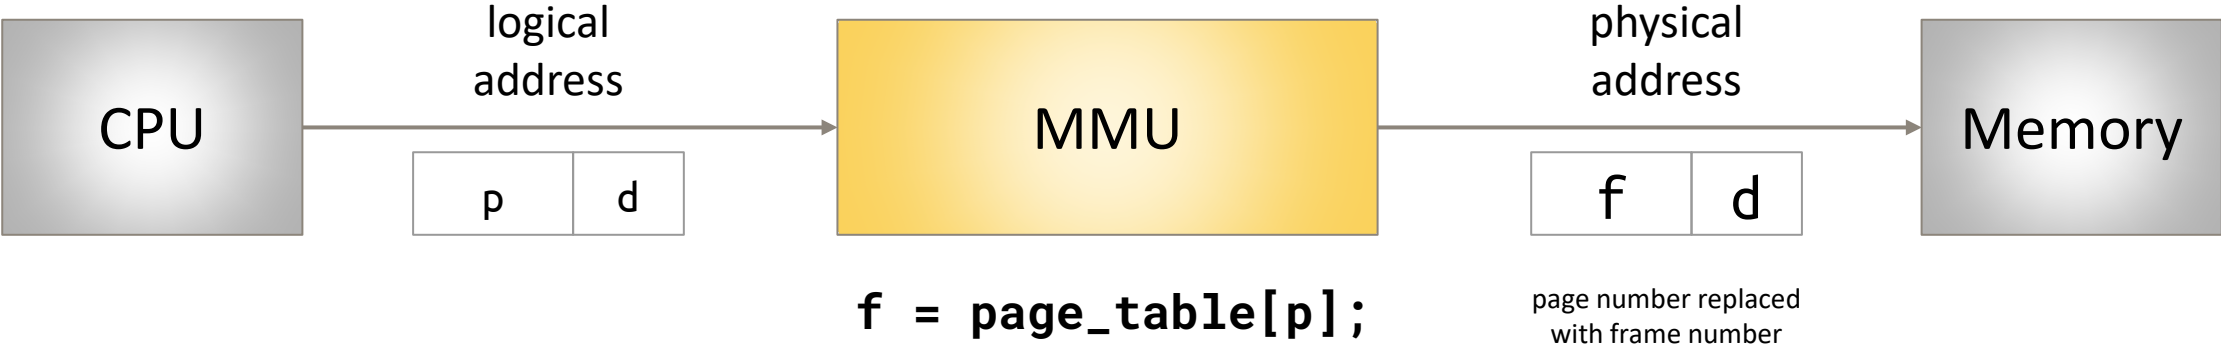 CPU
logical
address
p
d
MMU
f = page_table[p];
physical
address
f
d
page number replaced
with frame number
Memory